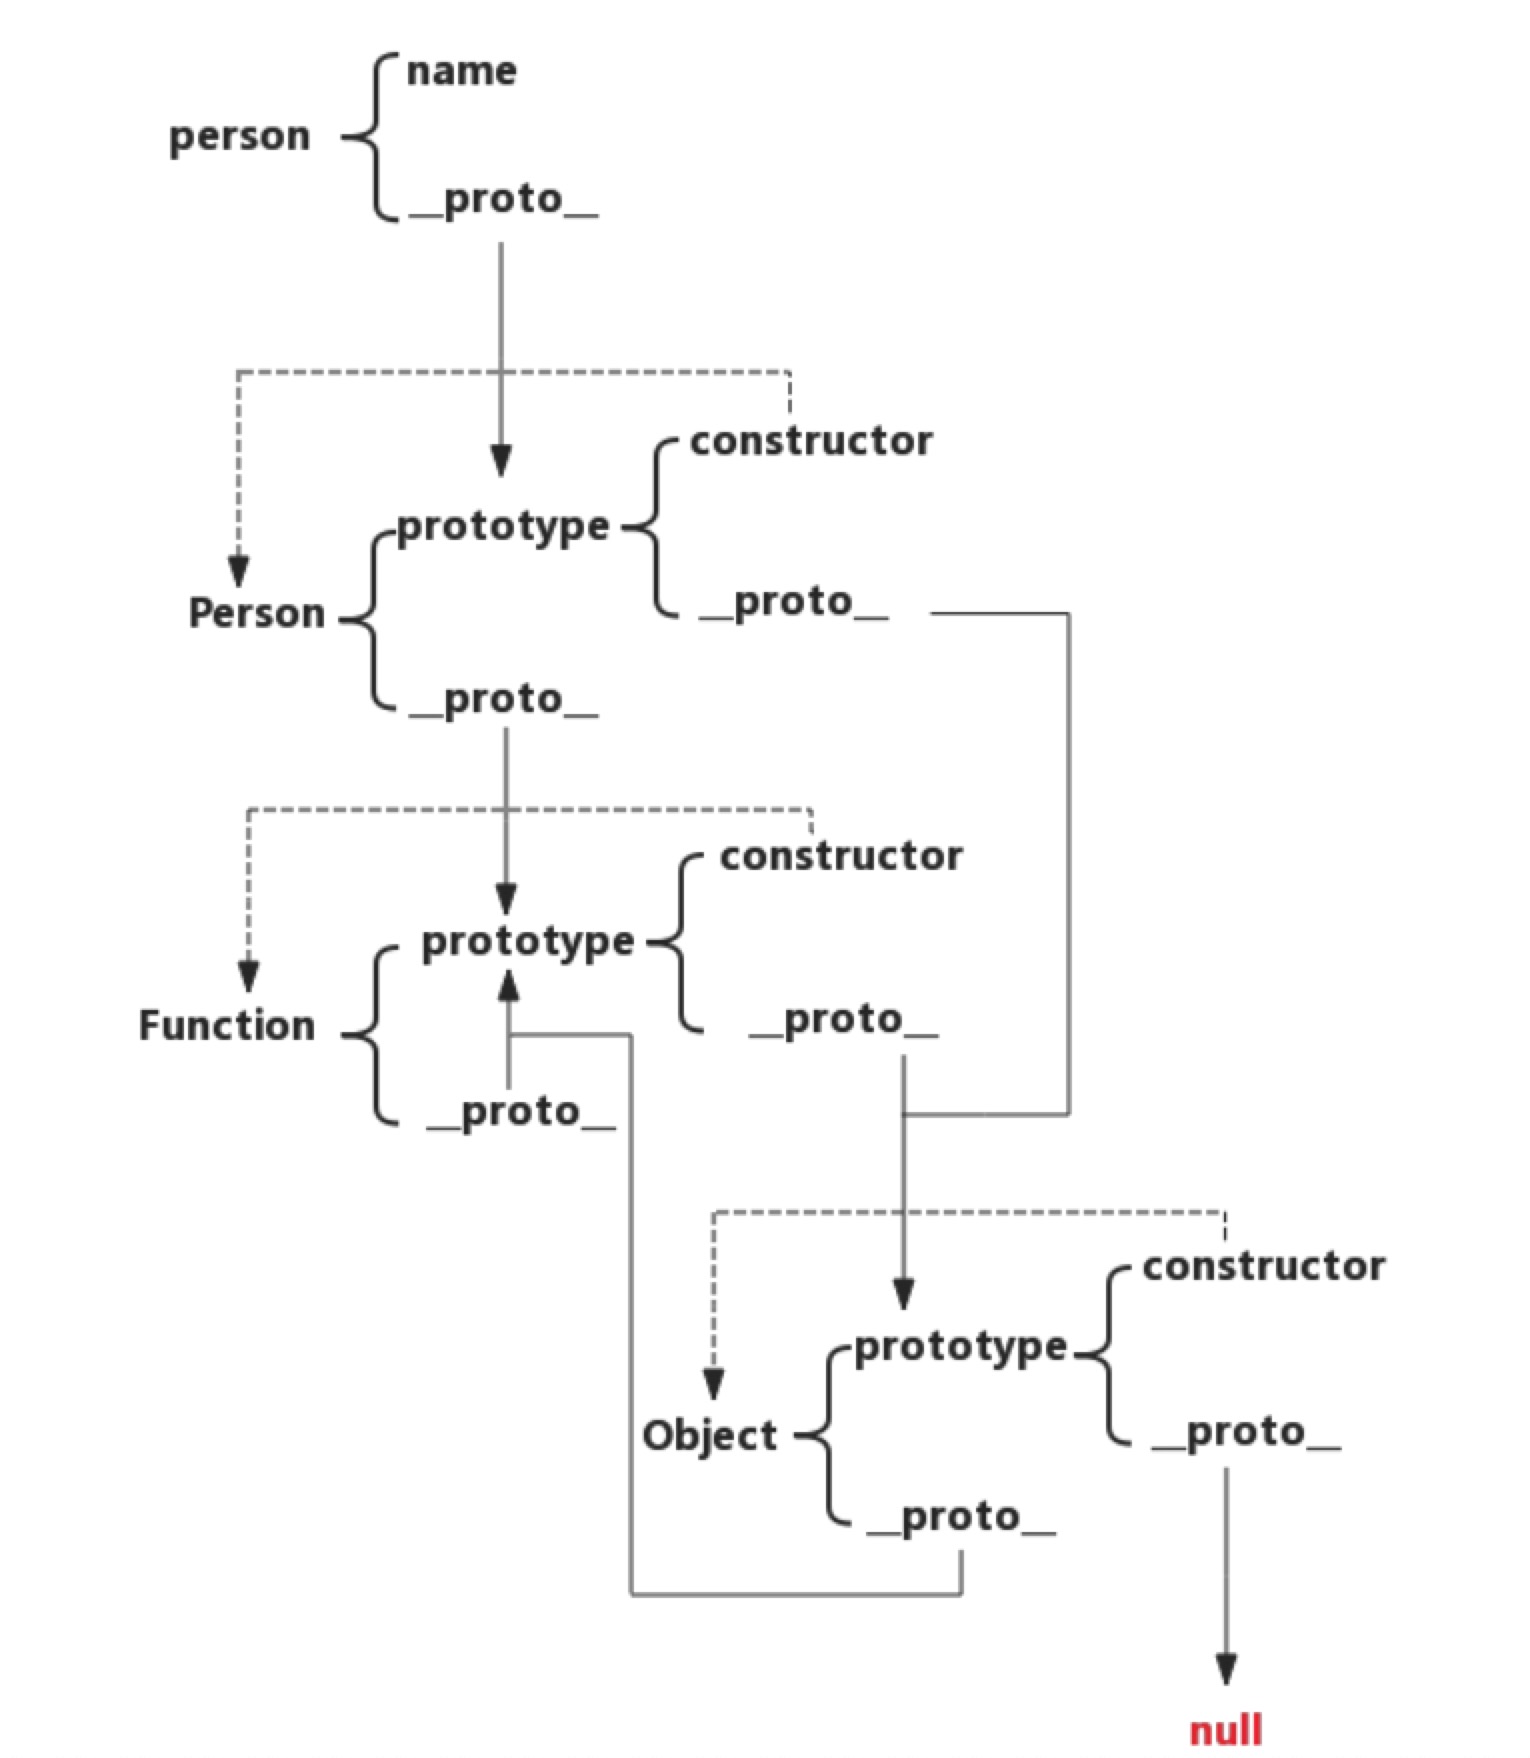 name
person
__proto__
constructor
prototype
__proto__
Person
__proto__
constructor
prototype
__proto__
Function
__proto__
constructor
prototype
__proto__
Object
__proto__
null